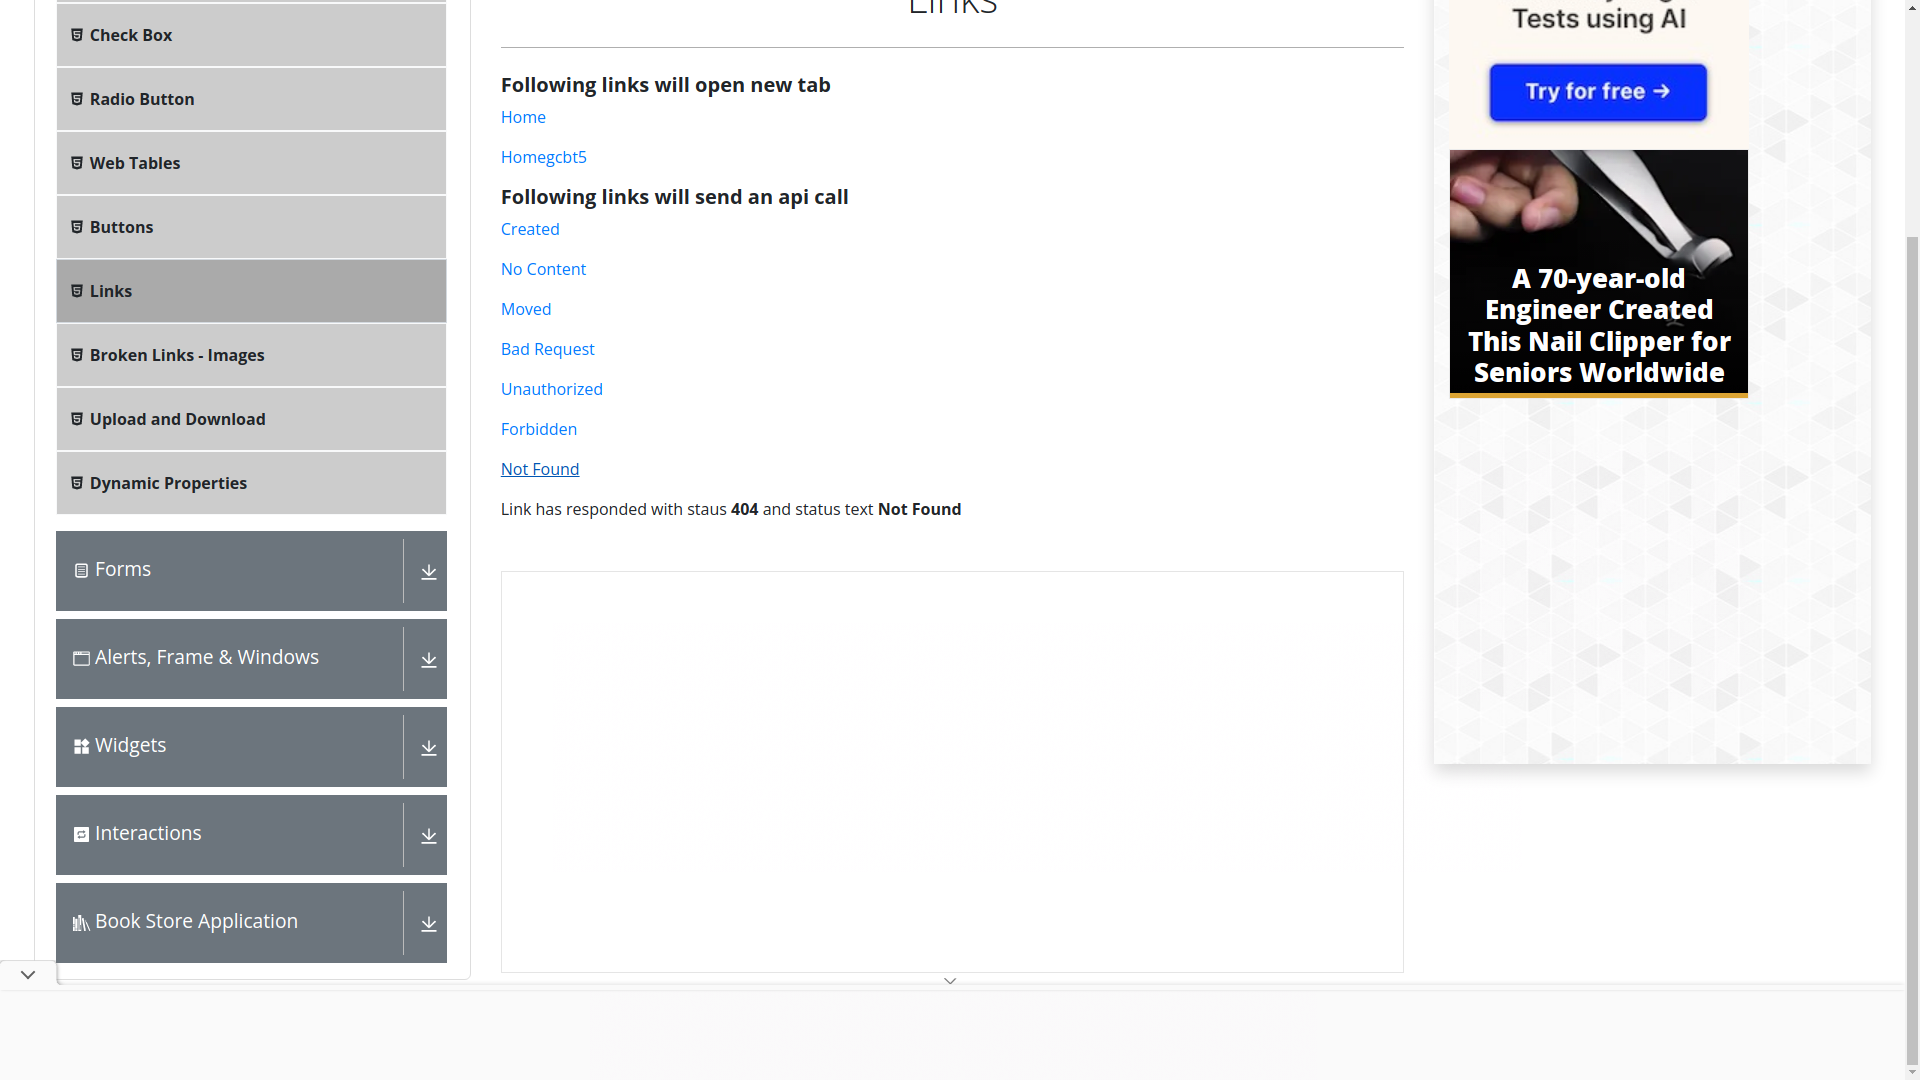 Links
Check Box
Radio Button
Web Tables
Buttons
Links
Broken Links - Images
Upload and Download
Dynamic Properties
Forms
Alerts, Frame & Windows
Widgets
Interactions
Book Store Application
Following links will open new tab
Home
Homegcbt5
Following links will send an api call
Created
No Content
Moved
Bad Request
Unauthorized
Forbidden
Not Found
Link has responded with staus 404 and status text Not Found
Tests using AI
Try for free →
A 70-year-old
Engineer Created
This Nail Clipper for
Seniors Worldwide